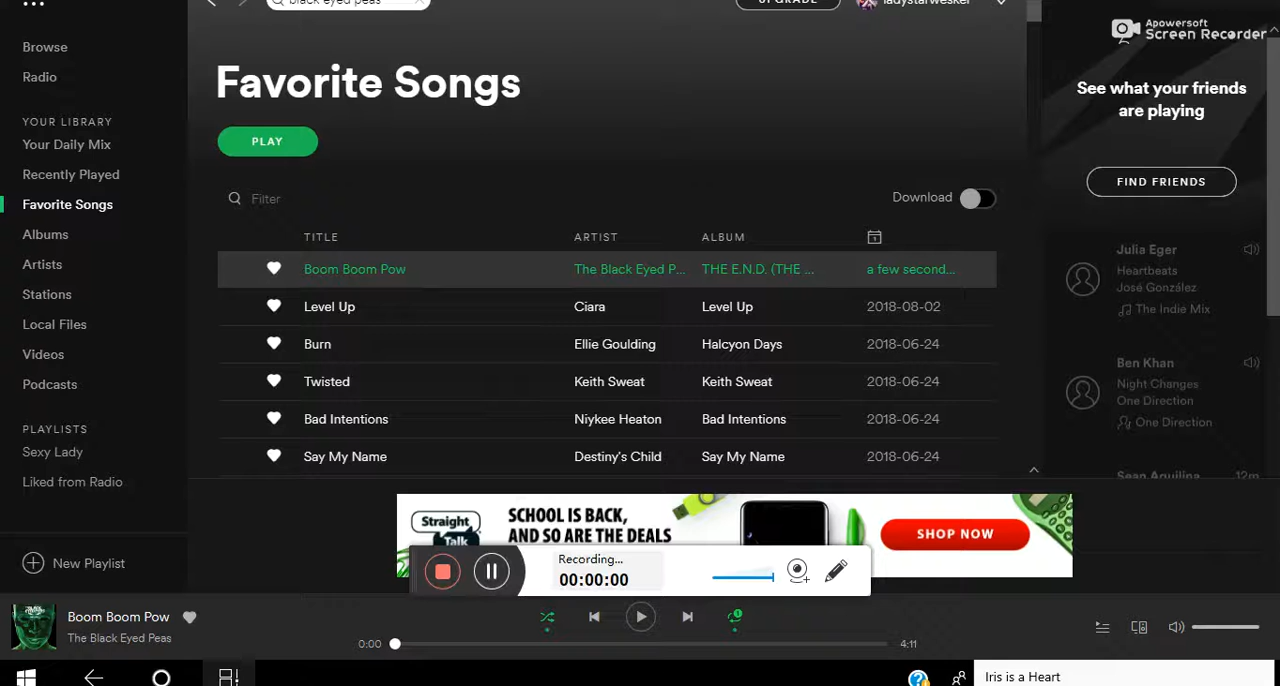 black eyed peas
UPGRADE
ladystarwesker
Apowersoft
Screen Recorder
Browse
Radio
YOUR LIBRARY
Your Daily Mix
Recently Played
Favorite Songs
Albums
Artists
Stations
Local Files
Videos
Podcasts
PLAYLISTS
Sexy Lady
Liked from Radio
New Playlist
Favorite Songs
PLAY
Filter
Download
TITLE ARTIST ALBUM
Boom Boom Pow The Black Eyed P... THE E.N.D. (THE ... a few second...
Level Up Ciara Level Up 2018-08-02
Burn Ellie Goulding Halcyon Days 2018-06-24
Twisted Keith Sweat Keith Sweat 2018-06-24
Bad Intentions Niykee Heaton Bad Intentions 2018-06-24
Say My Name Destiny's Child Say My Name 2018-06-24
See what your friends
are playing
FIND FRIENDS
Julia Eger
Heartbeats
José González
The Indie Mix
Ben Khan
Night Changes
One Direction
One Direction
Sean Aquilina 12m
Straight
Talk
SCHOOL IS BACK,
AND SO ARE THE DEALS
SHOP NOW
Recording...
00:00:00
Boom Boom Pow
The Black Eyed Peas
0:00 4:11
Iris is a Heart